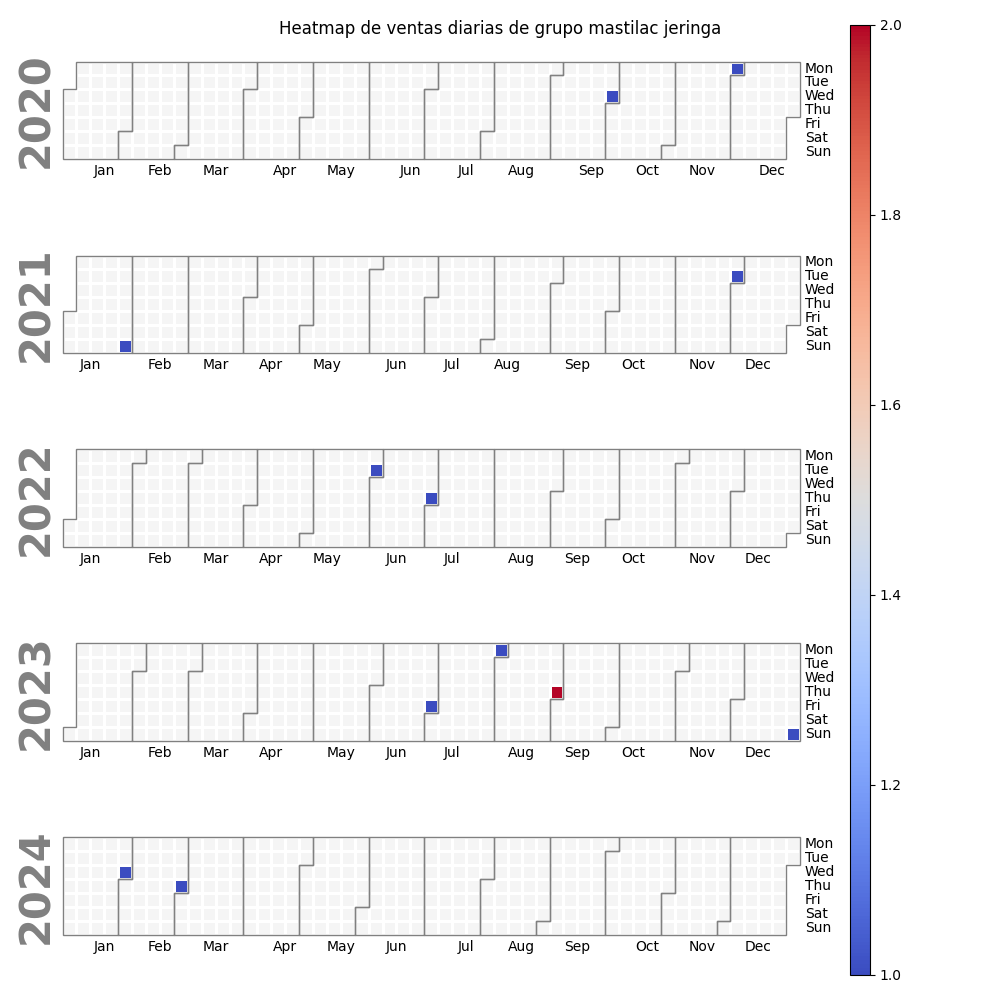 Heatmap de ventas diarias de grupo mastilac jeringa
2020
Mon
Tue
Wed
Thu
Fri
Sat
Sun
Jan Feb Mar Apr May Jun Jul Aug Sep Oct Nov Dec
2021
Mon
Tue
Wed
Thu
Fri
Sat
Sun
Jan Feb Mar Apr May Jun Jul Aug Sep Oct Nov Dec
2022
Mon
Tue
Wed
Thu
Fri
Sat
Sun
Jan Feb Mar Apr May Jun Jul Aug Sep Oct Nov Dec
2023
Mon
Tue
Wed
Thu
Fri
Sat
Sun
Jan Feb Mar Apr May Jun Jul Aug Sep Oct Nov Dec
2024
Mon
Tue
Wed
Thu
Fri
Sat
Sun
Jan Feb Mar Apr May Jun Jul Aug Sep Oct Nov Dec
2.0
1.8
1.6
1.4
1.2
1.0